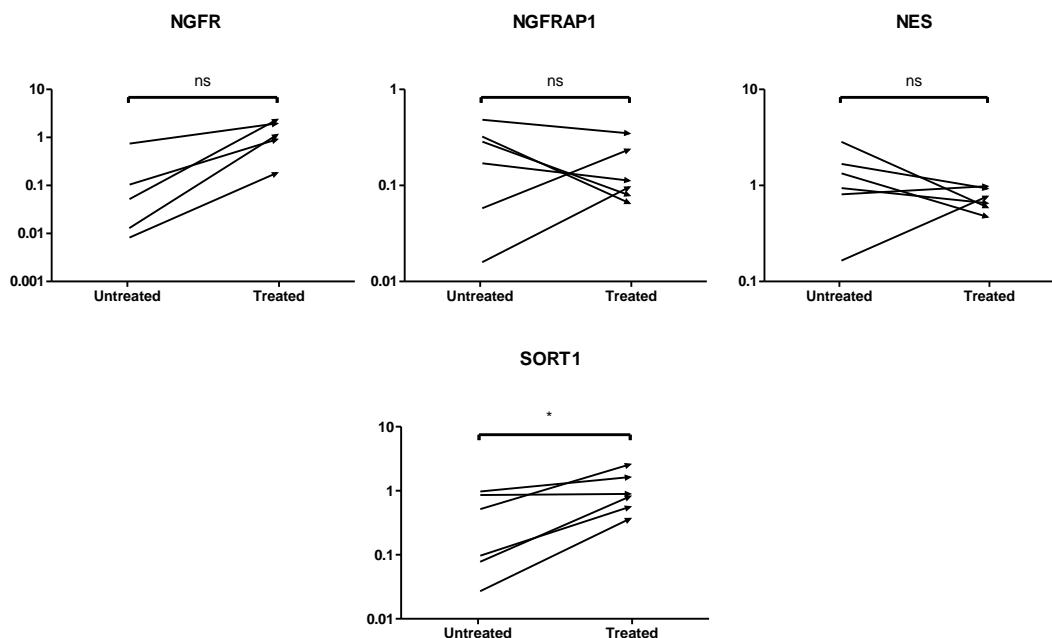 NGFR
ns
10
1
0.1
0.01
0.001
Untreated Treated
NGFRAP1
ns
1
0.1
0.01
Untreated Treated
NES
ns
10
1
0.1
Untreated Treated
SORT1
*
10
1
0.1
0.01
Untreated Treated